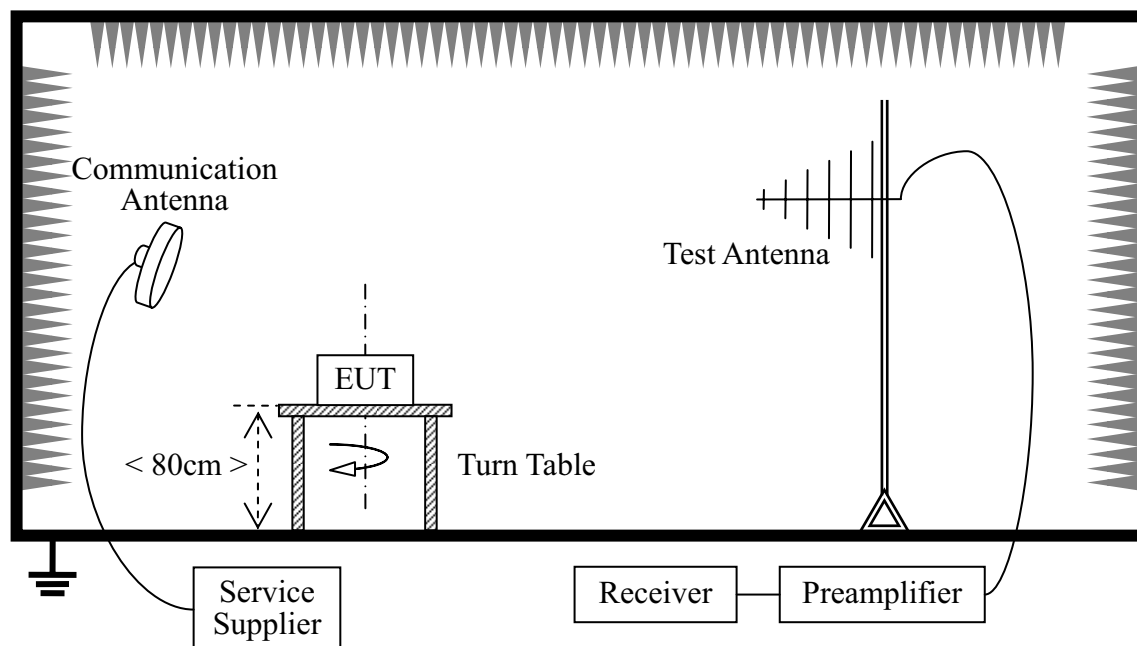 Communication
Antenna
Test Antenna
EUT
< 80cm >
Turn Table
Service
Supplier
Receiver
Preamplifier